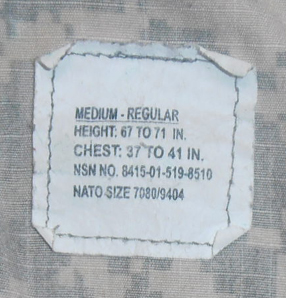 MEDIUM - REGULAR
HEIGHT: 67 TO 71 IN.
CHEST: 37 TO 41 IN.
NSN NO. 8415-01-519-8510
NATO SIZE 7080/9404